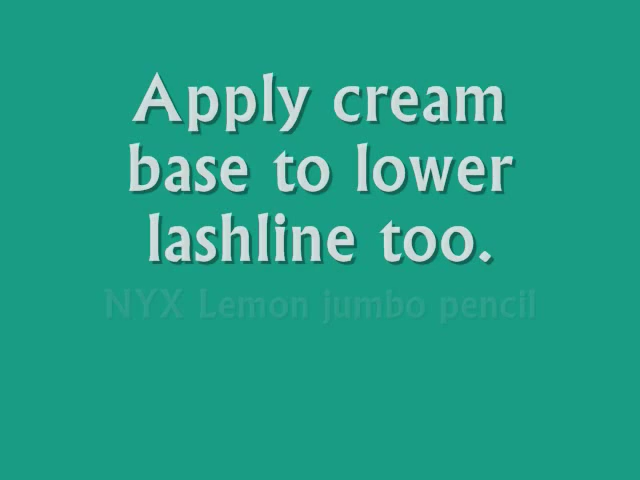 Apply cream
base to lower
lashline too.
NYX Lemon jumbo pencil